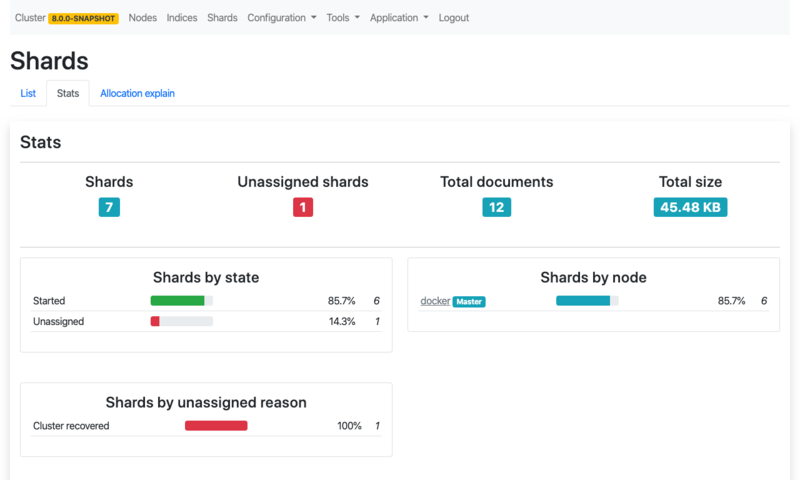 Cluster 8.0.0-SNAPSHOT Nodes Indices Shards Configuration Tools Application Logout
Shards
List Stats Allocation explain
Stats
Shards Unassigned shards Total documents Total size
7 1 12 45.48 KB
Shards by state
Started 85.7% 6
Unassigned 14.3% 1
Shards by node
docker Master 85.7% 6
Shards by unassigned reason
Cluster recovered 100% 1